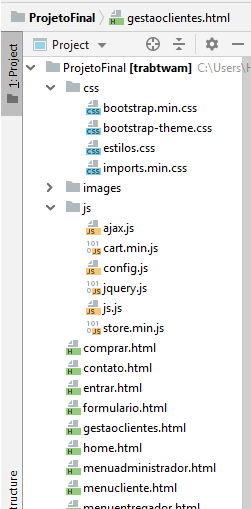 ProjetoFinal gestaoclientes.html
1: Project
Project
ProjetoFinal [trabtwam] C:\Users\
css
bootstrap.min.css
bootstrap-theme.css
estilos.css
imports.min.css
images
js
ajax.js
cart.min.js
config.js
jquery.js
js.js
store.min.js
comprar.html
contato.html
entrar.html
formulario.html
gestaoclientes.html
home.html
menuadministrador.html
menucliente.html
menuentregador.html
ructure